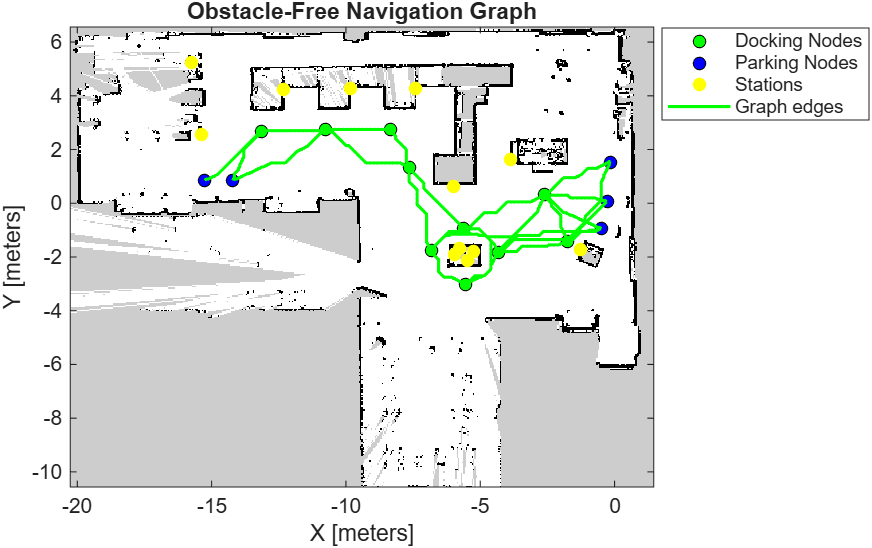 Obstacle-Free Navigation Graph
Docking Nodes
Parking Nodes
Stations
Graph edges
6
4
2
0
-2
-4
-6
-8
-10
Y [meters]
-20
-15
-10
-5
0
X [meters]